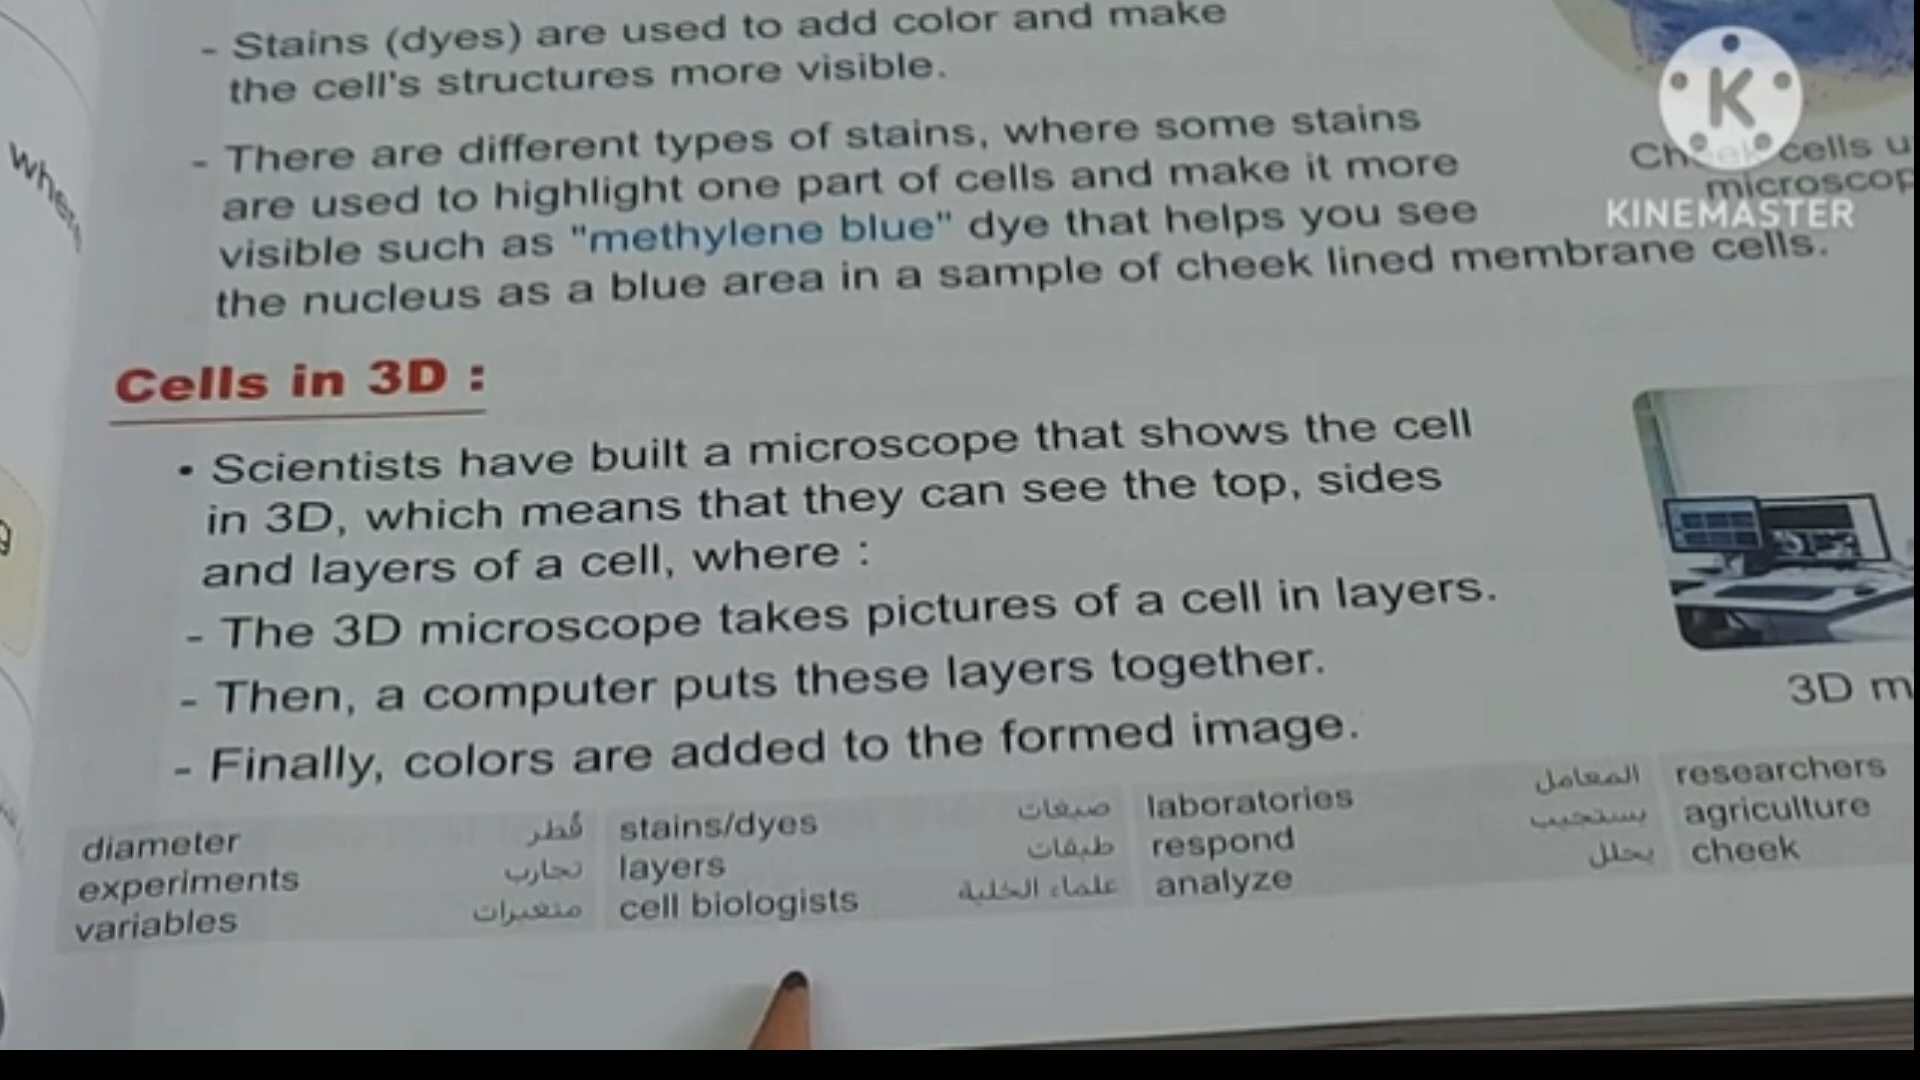 - Stains (dyes) are used to add color and make
the cell's structures more visible.
- There are different types of stains, where some stains
are used to highlight one part of cells and make it more
visible such as "methylene blue" dye that helps you see
the nucleus as a blue area in a sample of cheek lined membrane cells.
cells u
microscop
K
KINEMASTER
where
Cells in 3D :
• Scientists have built a microscope that shows the cell
in 3D, which means that they can see the top, sides
and layers of a cell, where :
- The 3D microscope takes pictures of a cell in layers.
- Then, a computer puts these layers together.
- Finally, colors are added to the formed image.
3D m
diameter قُطر stains/dyes صبغات laboratories المعامل researchers
experiments تجارب layers طبقات respond يستجيب agriculture
variables متغيرات cell biologists علماء الخلية analyze يحلل cheek